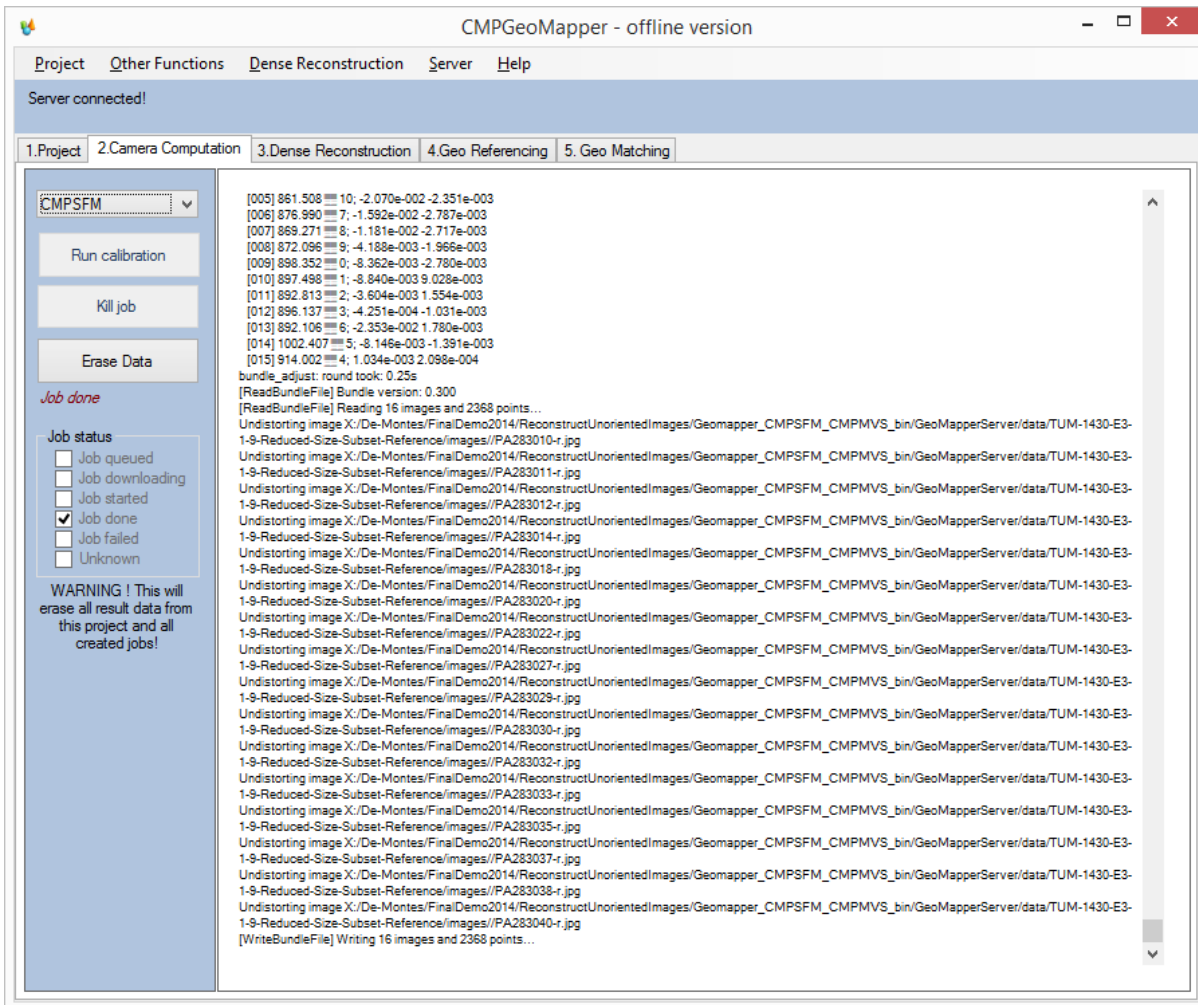 CMPGeoMapper - offline version
Project Other Functions Dense Reconstruction Server Help
Server connected!
1.Project 2.Camera Computation 3.Dense Reconstruction 4.Geo Referencing 5. Geo Matching
CMPSFM
Run calibration
Kill job
Erase Data
Job done
Job status
Job queued
Job downloading
Job started
Job done
Job failed
Unknown
WARNING ! This will
erase all result data from
this project and all
created jobs!
[005] 861.508 10; -2.070e-002 -2.351e-003
[006] 876.990 7; -1.592e-002 -2.787e-003
[007] 869.271 8; -1.181e-002 -2.717e-003
[008] 872.096 9; -4.188e-003 -1.966e-003
[009] 898.352 0; -8.362e-003 -2.780e-003
[010] 897.498 1; -8.840e-003 9.028e-003
[011] 892.813 2; -3.604e-003 1.554e-003
[012] 896.137 3; -4.251e-004 -1.031e-003
[013] 892.106 6; -2.353e-002 1.780e-003
[014] 1002.407 5; -8.146e-003 -1.391e-003
[015] 914.002 4; 1.034e-003 2.098e-004
bundle_adjust: round took: 0.25s
[ReadBundleFile] Bundle version: 0.300
[ReadBundleFile] Reading 16 images and 2368 points...
Undistorting image X:/De-Montes/FinalDemo2014/ReconstructUnorientedImages/Geomapper_CMPSFM_CMPMVS_bin/GeoMapperServer/data/TUM-1430-E3-
1-9-Reduced-Size-Subset-Reference/images//PA283010-r.jpg
Undistorting image X:/De-Montes/FinalDemo2014/ReconstructUnorientedImages/Geomapper_CMPSFM_CMPMVS_bin/GeoMapperServer/data/TUM-1430-E3-
1-9-Reduced-Size-Subset-Reference/images//PA283011-r.jpg
Undistorting image X:/De-Montes/FinalDemo2014/ReconstructUnorientedImages/Geomapper_CMPSFM_CMPMVS_bin/GeoMapperServer/data/TUM-1430-E3-
1-9-Reduced-Size-Subset-Reference/images//PA283012-r.jpg
Undistorting image X:/De-Montes/FinalDemo2014/ReconstructUnorientedImages/Geomapper_CMPSFM_CMPMVS_bin/GeoMapperServer/data/TUM-1430-E3-
1-9-Reduced-Size-Subset-Reference/images//PA283014-r.jpg
Undistorting image X:/De-Montes/FinalDemo2014/ReconstructUnorientedImages/Geomapper_CMPSFM_CMPMVS_bin/GeoMapperServer/data/TUM-1430-E3-
1-9-Reduced-Size-Subset-Reference/images//PA283018-r.jpg
Undistorting image X:/De-Montes/FinalDemo2014/ReconstructUnorientedImages/Geomapper_CMPSFM_CMPMVS_bin/GeoMapperServer/data/TUM-1430-E3-
1-9-Reduced-Size-Subset-Reference/images//PA283020-r.jpg
Undistorting image X:/De-Montes/FinalDemo2014/ReconstructUnorientedImages/Geomapper_CMPSFM_CMPMVS_bin/GeoMapperServer/data/TUM-1430-E3-
1-9-Reduced-Size-Subset-Reference/images//PA283022-r.jpg
Undistorting image X:/De-Montes/FinalDemo2014/ReconstructUnorientedImages/Geomapper_CMPSFM_CMPMVS_bin/GeoMapperServer/data/TUM-1430-E3-
1-9-Reduced-Size-Subset-Reference/images//PA283027-r.jpg
Undistorting image X:/De-Montes/FinalDemo2014/ReconstructUnorientedImages/Geomapper_CMPSFM_CMPMVS_bin/GeoMapperServer/data/TUM-1430-E3-
1-9-Reduced-Size-Subset-Reference/images//PA283029-r.jpg
Undistorting image X:/De-Montes/FinalDemo2014/ReconstructUnorientedImages/Geomapper_CMPSFM_CMPMVS_bin/GeoMapperServer/data/TUM-1430-E3-
1-9-Reduced-Size-Subset-Reference/images//PA283030-r.jpg
Undistorting image X:/De-Montes/FinalDemo2014/ReconstructUnorientedImages/Geomapper_CMPSFM_CMPMVS_bin/GeoMapperServer/data/TUM-1430-E3-
1-9-Reduced-Size-Subset-Reference/images//PA283032-r.jpg
Undistorting image X:/De-Montes/FinalDemo2014/ReconstructUnorientedImages/Geomapper_CMPSFM_CMPMVS_bin/GeoMapperServer/data/TUM-1430-E3-
1-9-Reduced-Size-Subset-Reference/images//PA283033-r.jpg
Undistorting image X:/De-Montes/FinalDemo2014/ReconstructUnorientedImages/Geomapper_CMPSFM_CMPMVS_bin/GeoMapperServer/data/TUM-1430-E3-
1-9-Reduced-Size-Subset-Reference/images//PA283035-r.jpg
Undistorting image X:/De-Montes/FinalDemo2014/ReconstructUnorientedImages/Geomapper_CMPSFM_CMPMVS_bin/GeoMapperServer/data/TUM-1430-E3-
1-9-Reduced-Size-Subset-Reference/images//PA283037-r.jpg
Undistorting image X:/De-Montes/FinalDemo2014/ReconstructUnorientedImages/Geomapper_CMPSFM_CMPMVS_bin/GeoMapperServer/data/TUM-1430-E3-
1-9-Reduced-Size-Subset-Reference/images//PA283038-r.jpg
Undistorting image X:/De-Montes/FinalDemo2014/ReconstructUnorientedImages/Geomapper_CMPSFM_CMPMVS_bin/GeoMapperServer/data/TUM-1430-E3-
1-9-Reduced-Size-Subset-Reference/images//PA283040-r.jpg
[WriteBundleFile] Writing 16 images and 2368 points...